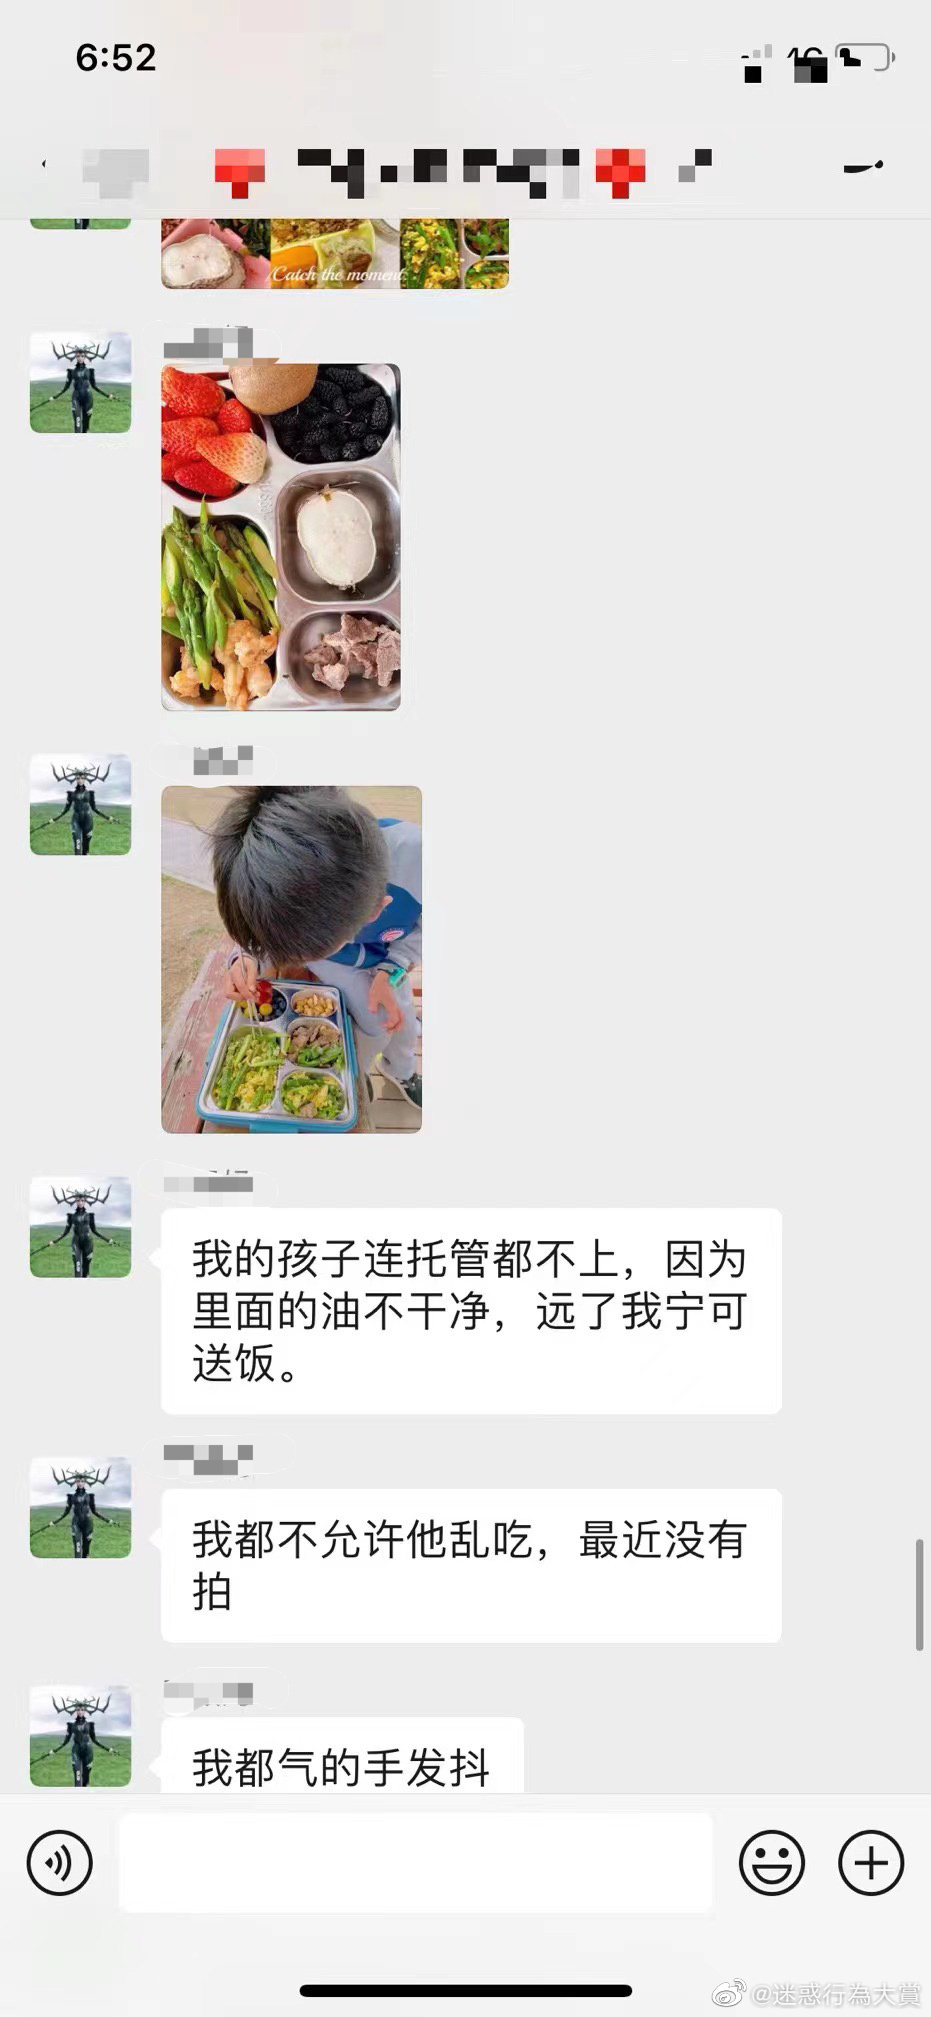 6:52
4G
Catch the moment.
我的孩子连托管都不上，因为
里面的油不干净，远了我宁可
送饭。
我都不允许他乱吃，最近没有
拍
我都气的手发抖
@迷惑行為大賞